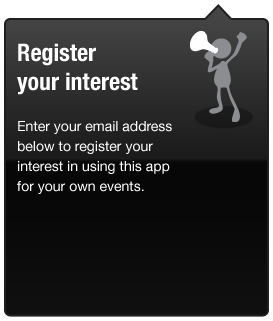 Register
your interest
Enter your email address
below to register your
interest in using this app
for your own events.